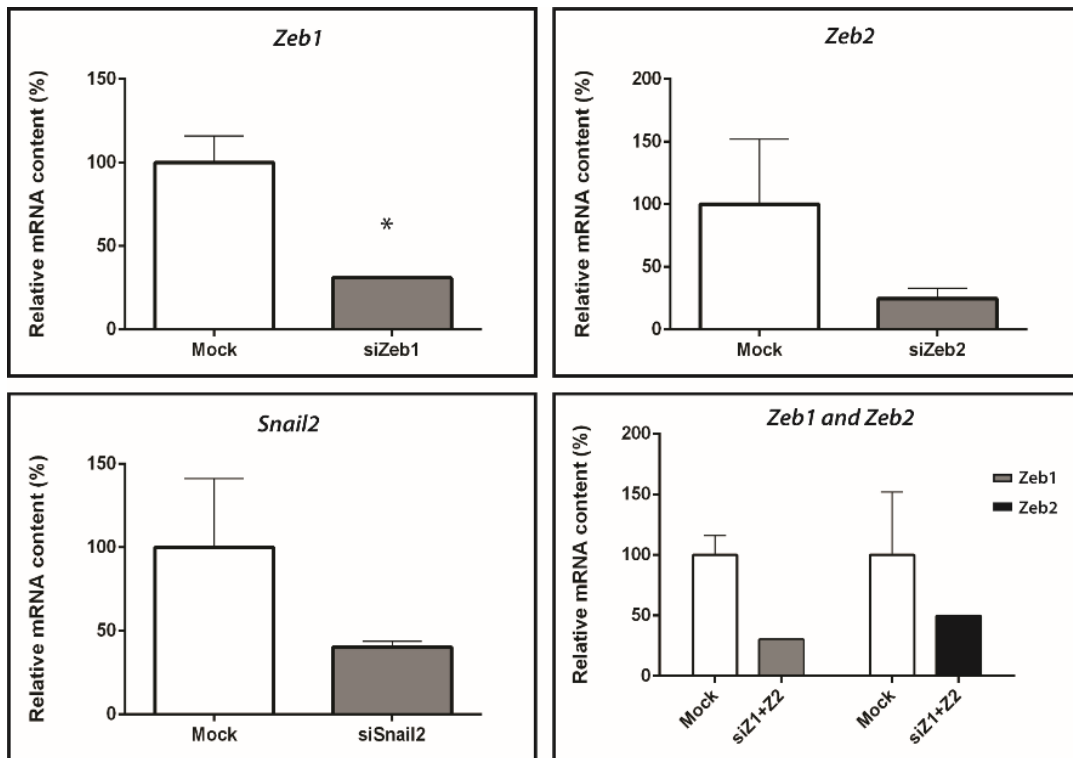 Zeb1
Relative mRNA content (%)
150
100
50
0
*
Mock
siZeb1
Zeb2
Relative mRNA content (%)
200
150
100
50
0
Mock
siZeb2
Snail2
Relative mRNA content (%)
150
100
50
0
Mock
siSnail2
Zeb1 and Zeb2
Relative mRNA content (%)
200
150
100
50
0
Zeb1
Zeb2
Mock
siZ1+Z2
Mock
siZ1+Z2